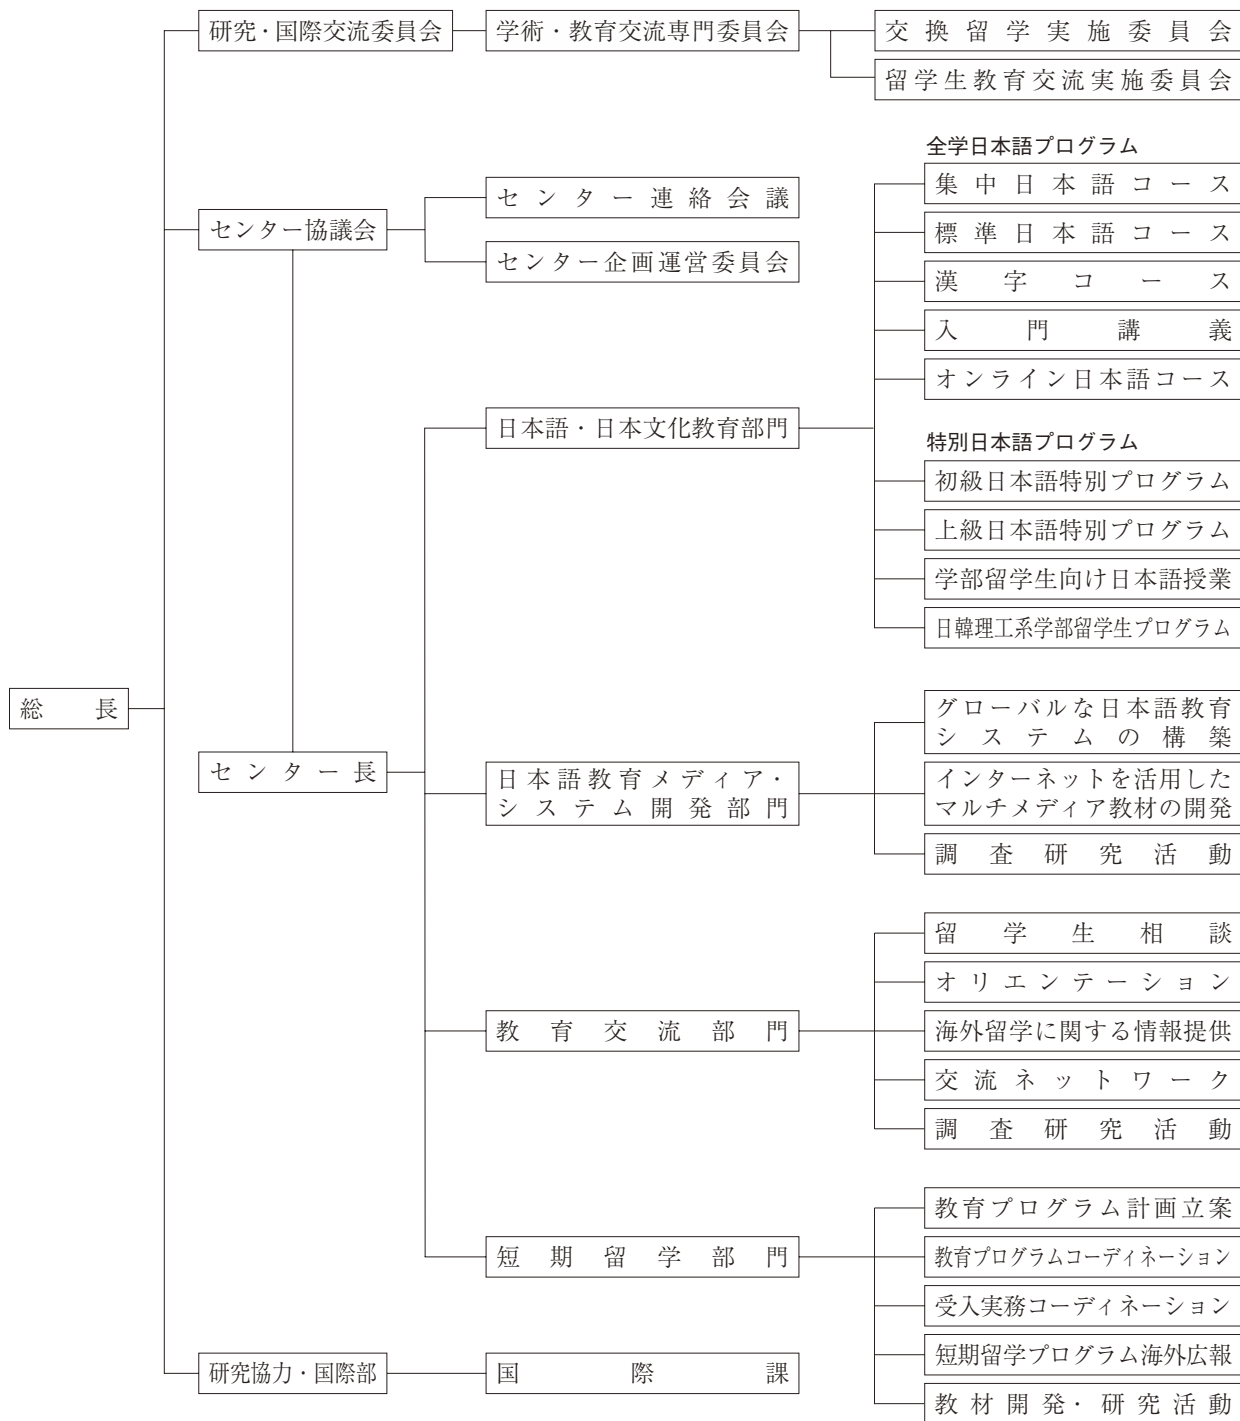 研究・国際交流委員会
学術・教育交流専門委員会
交換留学実施委員会
留学生教育交流実施委員会
センター協議会
センター連絡会議
センター企画運営委員会
全学日本語プログラム
集中日本語コース
標準日本語コース
漢字コース
入門講義
オンライン日本語コース
日本語・日本文化教育部門
特別日本語プログラム
初級日本語特別プログラム
上級日本語特別プログラム
学部留学生向け日本語授業
日韓理工系学部留学生プログラム
総長
センター長
日本語教育メディア・
システム開発部門
グローバルな日本語教育
システムの構築
インターネットを活用した
マルチメディア教材の開発
調査研究活動
教育交流部門
留学生相談
オリエンテーション
海外留学に関する情報提供
交流ネットワーク
調査研究活動
短期留学部門
教育プログラム計画立案
教育プログラムコーディネーション
受入実務コーディネーション
短期留学プログラム海外広報
教材開発・研究活動
研究協力・国際部
国際課